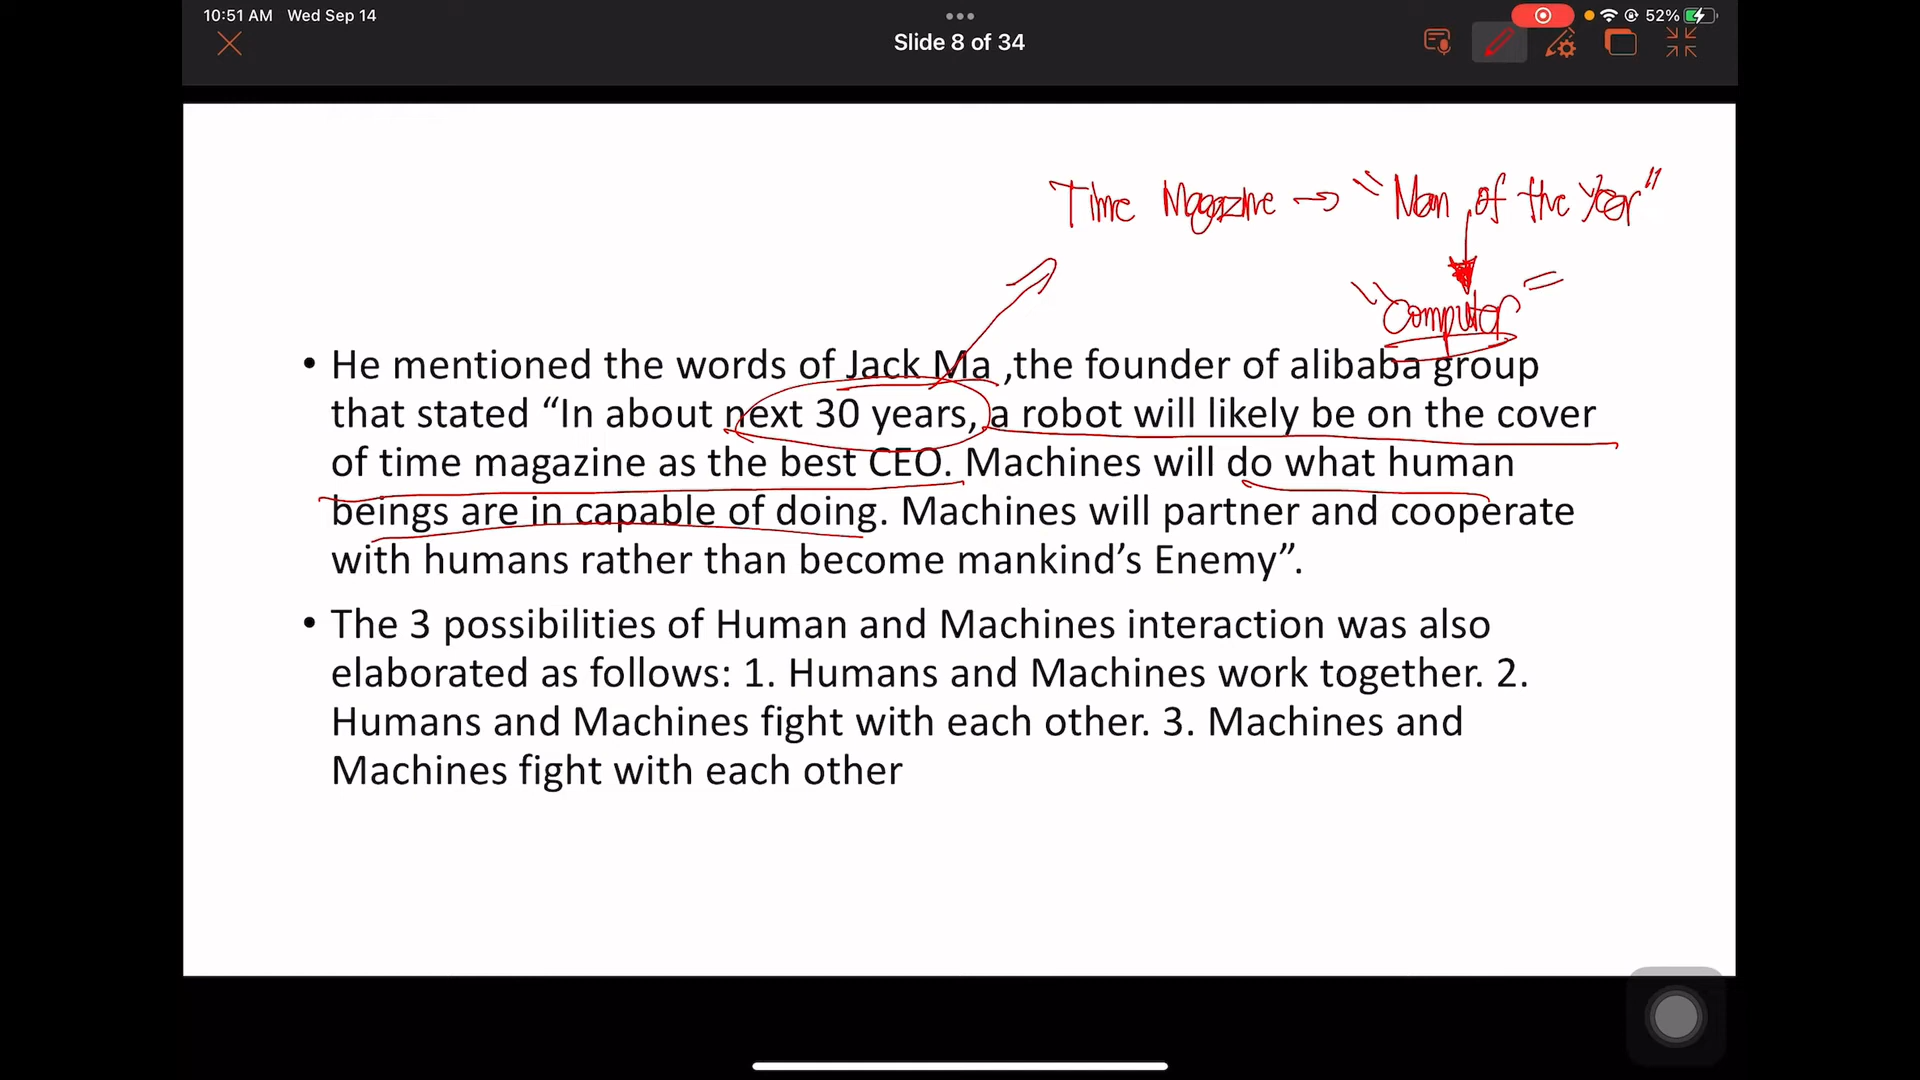 10:51 AM Wed Sep 14
52%
Slide 8 of 34
Time Magazine → "Man of the Year"
"Computer"
• He mentioned the words of Jack Ma ,the founder of alibaba group
that stated “In about next 30 years, a robot will likely be on the cover
of time magazine as the best CEO. Machines will do what human
beings are in capable of doing. Machines will partner and cooperate
with humans rather than become mankind’s Enemy”.
• The 3 possibilities of Human and Machines interaction was also
elaborated as follows: 1. Humans and Machines work together. 2.
Humans and Machines fight with each other. 3. Machines and
Machines fight with each other